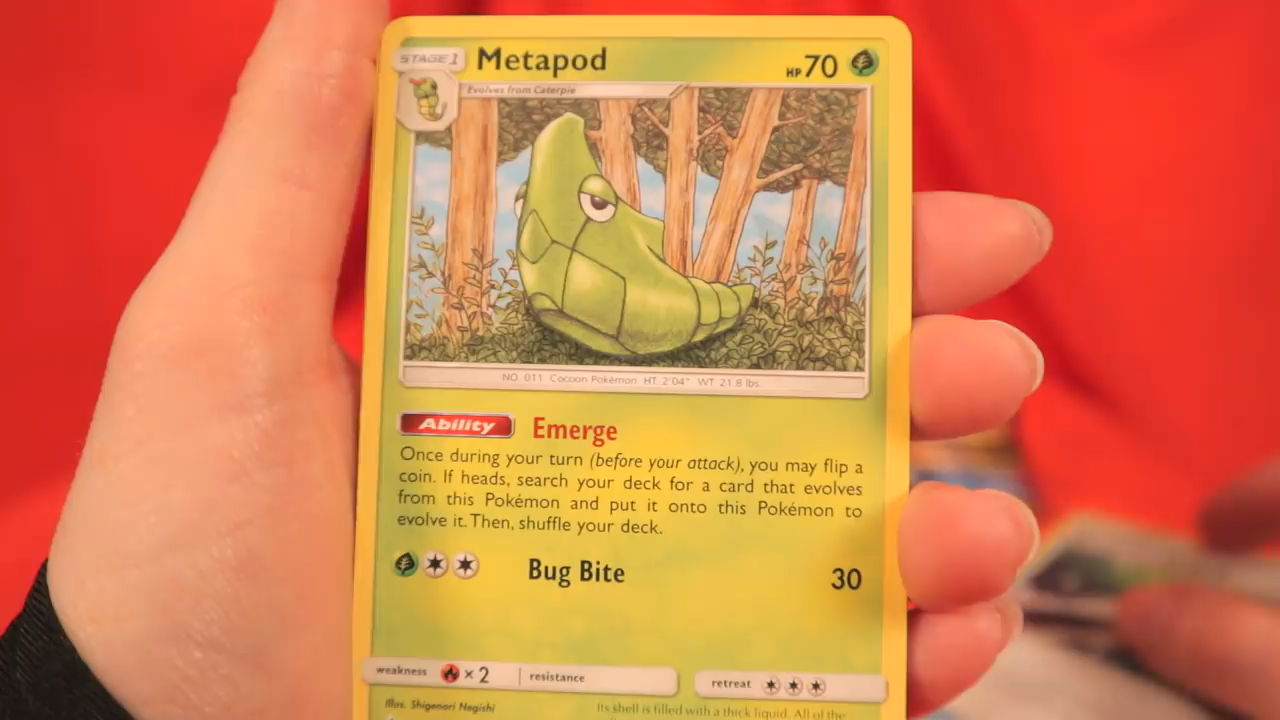 STAGE 1
Metapod
HP 70
Evolves from Caterpie
NO. 011 Cocoon Pokémon HT 2'04" WT 21.8 lbs.
Ability Emerge
Once during your turn (before your attack), you may flip a
coin. If heads, search your deck for a card that evolves
from this Pokémon and put it onto this Pokémon to
evolve it. Then, shuffle your deck.
Bug Bite 30
weakness × 2 resistance retreat
Illus. Shigenori Negishi
Its shell is filled with a thick liquid. All of the